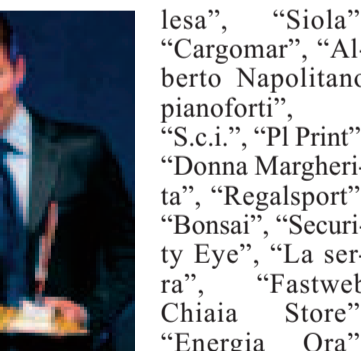 lesa”, “Siola”
“Cargomar”, “Al-
berto Napolitano
pianoforti”,
“S.c.i.”, “Pl Print”
“Donna Margheri-
ta”, “Regalsport”
“Bonsai”, “Securi-
ty Eye”, “La ser-
ra”, “Fastweb
Chiaia Store”
“Energia Ora”